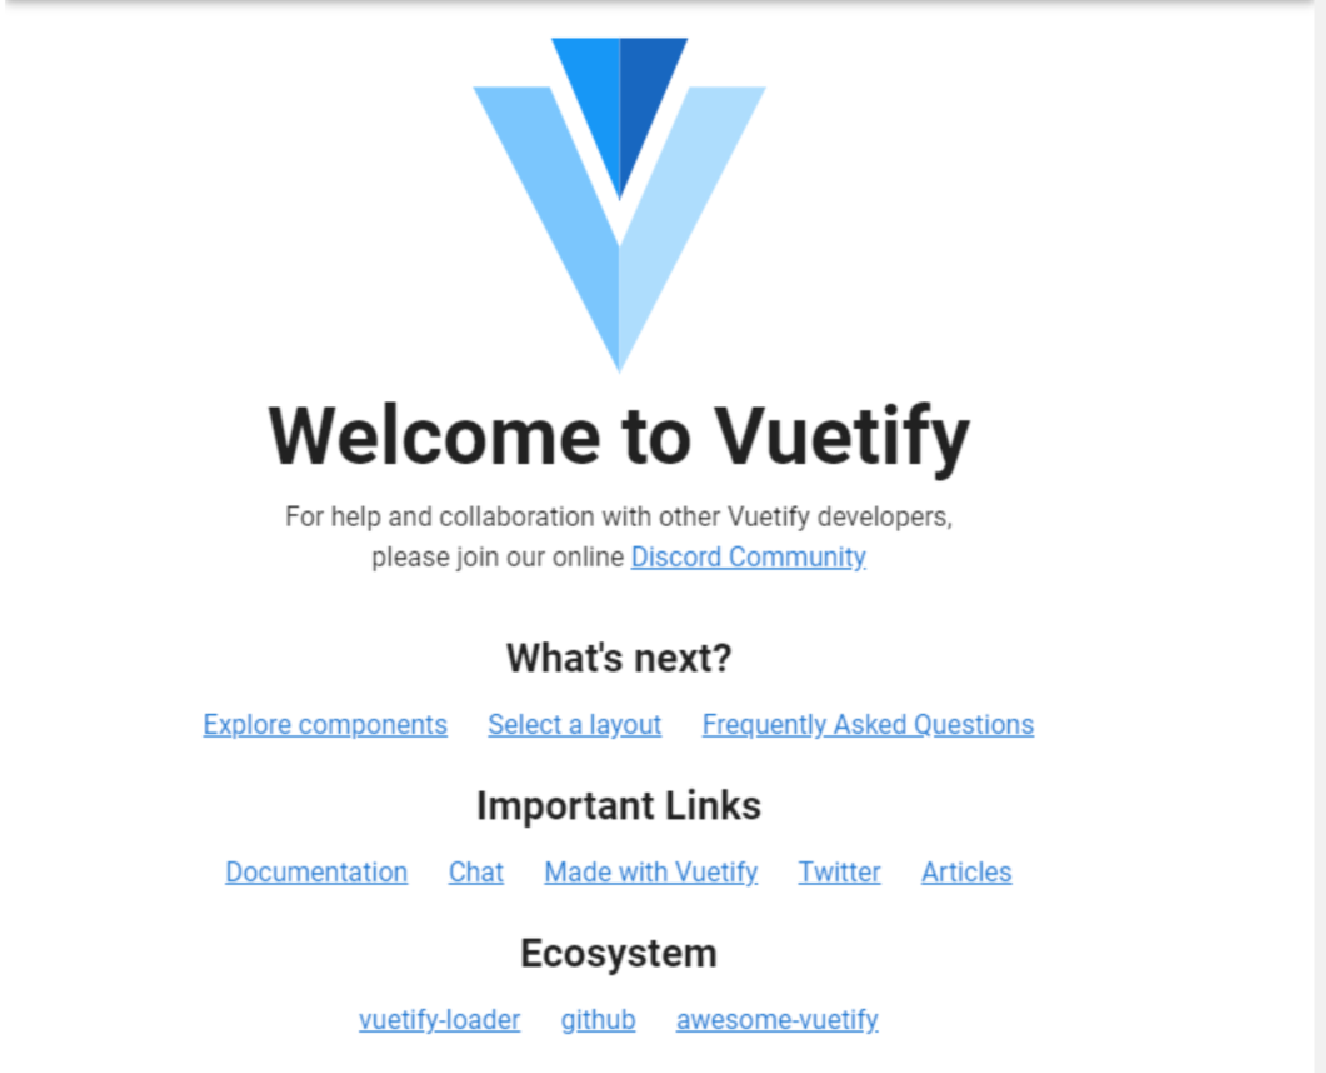 Welcome to Vuetify
For help and collaboration with other Vuetify developers,
please join our online Discord Community
What's next?
Explore components Select a layout Frequently Asked Questions
Important Links
Documentation Chat Made with Vuetify Twitter Articles
Ecosystem
vuetify-loader github awesome-vuetify